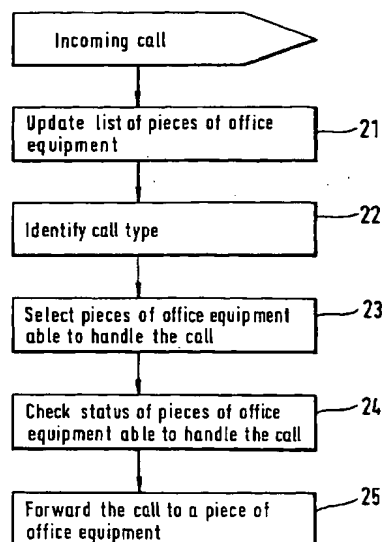 Incoming call
Update list of pieces of office
equipment
21
Identify call type
22
Select pieces of office equipment
able to handle the call
23
Check status of pieces of office
equipment able to handle the call
24
Forward the call to a piece of
office equipment
25